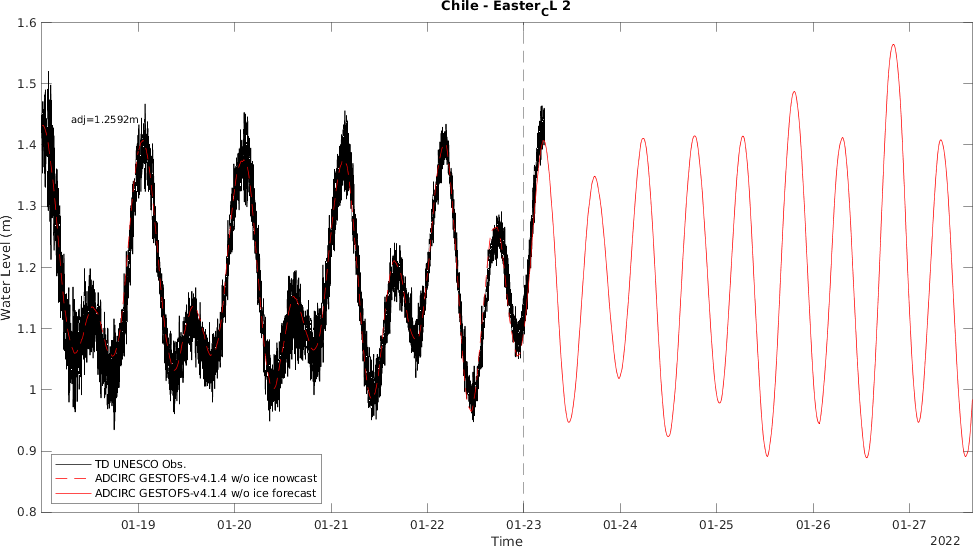 Chile - Easter_CL 2
1.6
1.5
1.4
1.3
1.2
1.1
1
0.9
0.8
Water Level (m)
adj=1.2592m
TD UNESCO Obs.
ADCIRC GESTOFS-v4.1.4 w/o ice nowcast
ADCIRC GESTOFS-v4.1.4 w/o ice forecast
01-19 01-20 01-21 01-22 01-23 01-24 01-25 01-26 01-27
Time
2022